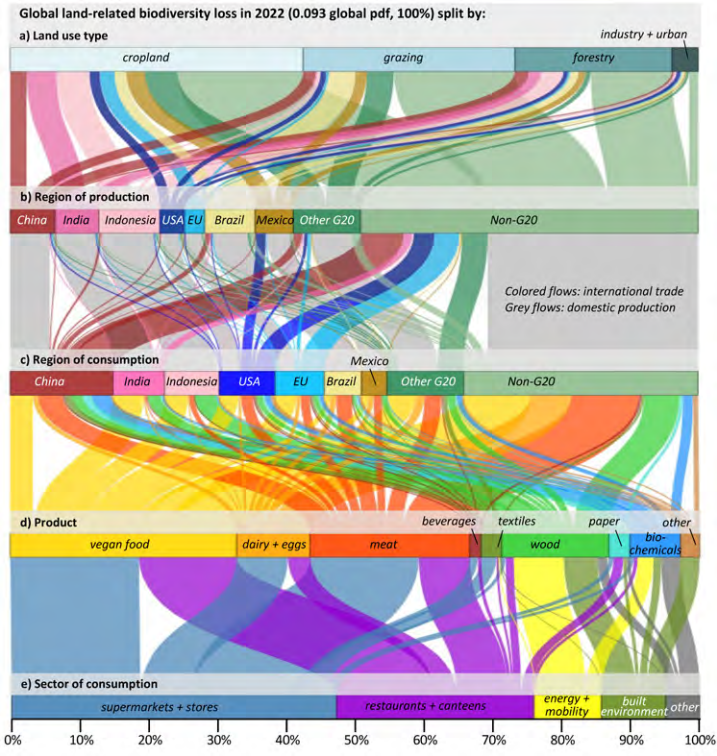 Global land-related biodiversity loss in 2022 (0.093 global pdf, 100%) split by:
a) Land use type
industry + urban
cropland
grazing
forestry
b) Region of production
China
India
Indonesia
USA
EU
Brazil
Mexico
Other G20
Non-G20
Colored flows: international trade
Grey flows: domestic production
c) Region of consumption
Mexico
China
India
Indonesia
USA
EU
Brazil
Other G20
Non-G20
d) Product
beverages
textiles
paper
other
vegan food
dairy + eggs
meat
wood
bio-
chemicals
e) Sector of consumption
supermarkets + stores
restaurants + canteens
energy +
mobility
built
environment
other
0%
10%
20%
30%
40%
50%
60%
70%
80%
90%
100%